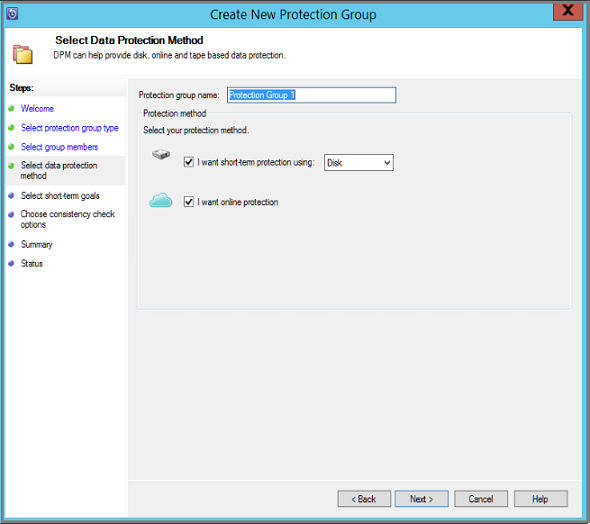 Create New Protection Group
X
Select Data Protection Method
DPM can help provide disk, online and tape based data protection.
Steps:
Welcome
Select protection group type
Select group members
Select data protection
method
Select short-term goals
Choose consistency check
options
Summary
Status
Protection group name: Protection Group 1
Protection method
Select your protection method.
I want short-term protection using: Disk
I want online protection
< Back Next > Cancel Help